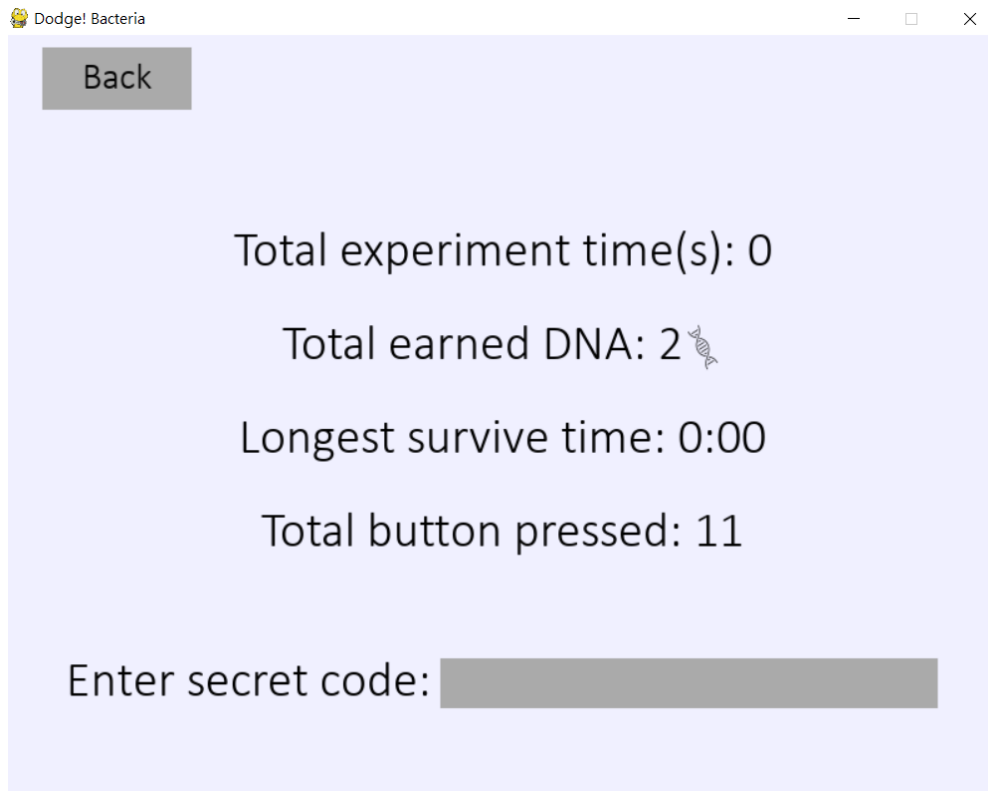 Dodge! Bacteria
Back
Total experiment time(s): 0
Total earned DNA: 2
Longest survive time: 0:00
Total button pressed: 11
Enter secret code: